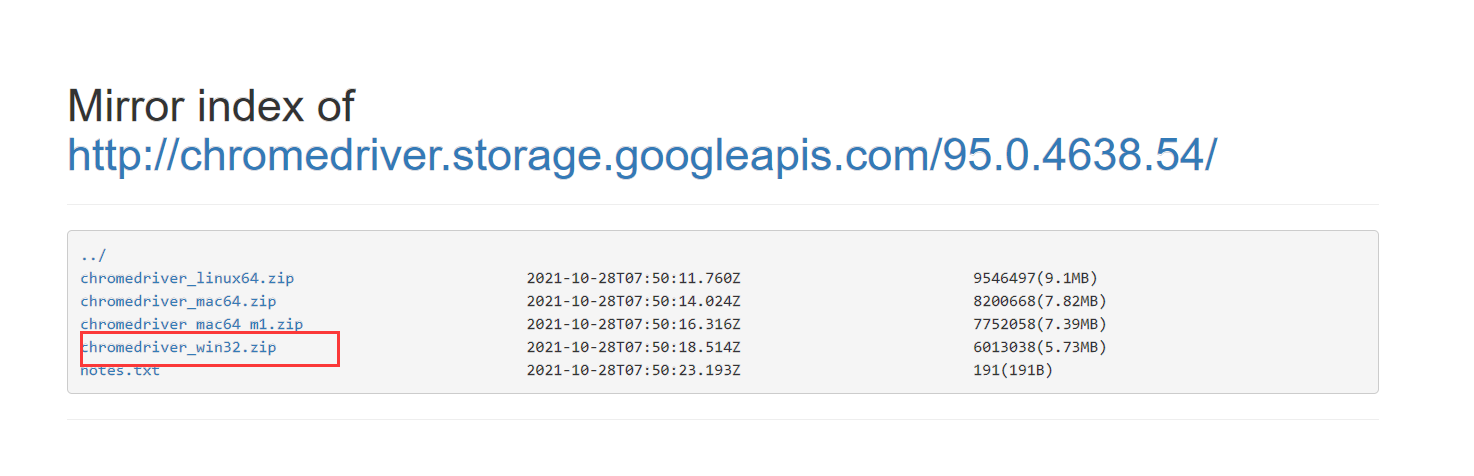 Mirror index of
http://chromedriver.storage.googleapis.com/95.0.4638.54/
../
chromedriver_linux64.zip 2021-10-28T07:50:11.760Z 9546497(9.1MB)
chromedriver_mac64.zip 2021-10-28T07:50:14.024Z 8200668(7.82MB)
chromedriver_mac64_m1.zip 2021-10-28T07:50:16.316Z 7752058(7.39MB)
chromedriver_win32.zip 2021-10-28T07:50:18.514Z 6013038(5.73MB)
notes.txt 2021-10-28T07:50:23.193Z 191(191B)